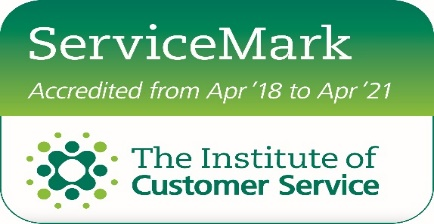 ServiceMark
Accredited from Apr ’18 to Apr ’21
The Institute of
Customer Service